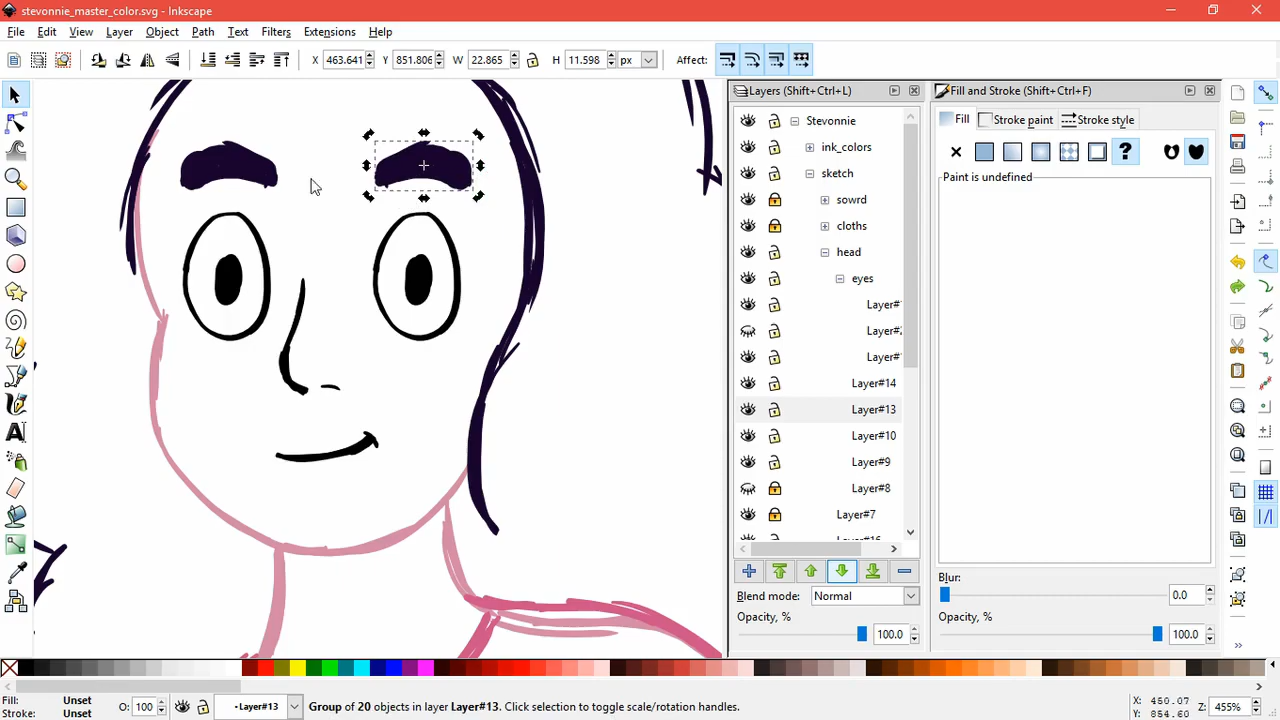 stevonnie_master_color.svg - Inkscape
File Edit View Layer Object Path Text Filters Extensions Help
X 463.641 Y 851.806 W 22.865 H 11.598 px Affect:
Layers (Shift+Ctrl+L) Fill and Stroke (Shift+Ctrl+F)
Stevonnie
ink_colors
sketch
sowrd
cloths
head
eyes
Layer#
Layer#
Layer#
Layer#14
Layer#13
Layer#10
Layer#9
Layer#8
Layer#7
Fill Stroke paint Stroke style
?
Paint is undefined
Blend mode: Normal
Opacity, % 
100.0
Blur:
0.0
Opacity, %
100.0
Fill: Unset
Stroke: Unset
O: 100
•Layer#13
Group of 20 objects in layer Layer#13. Click selection to toggle scale/rotation handles.
X: 450.07
Y: 854.60
Z: 455%